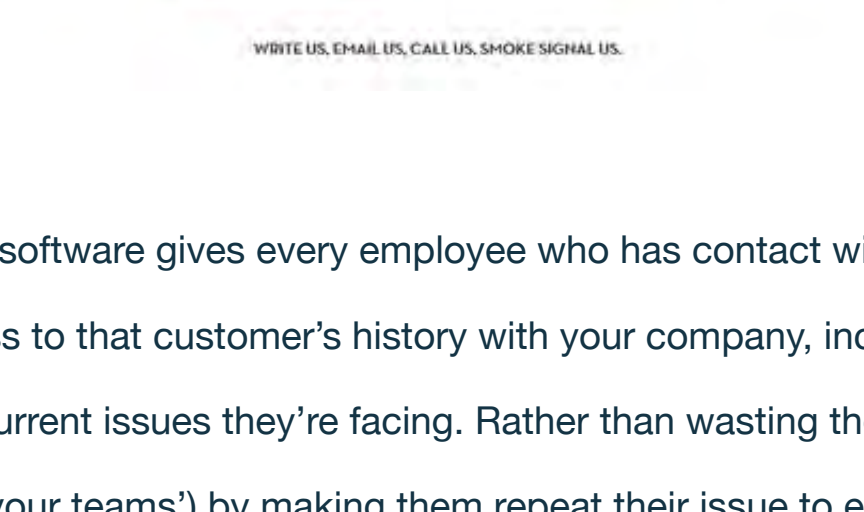 WRITE US, EMAIL US, CALL US, SMOKE SIGNAL US.
software gives every employee who has contact wi
s to that customer’s history with your company, inc
urrent issues they’re facing. Rather than wasting th
your teams’) by making them repeat their issue to e